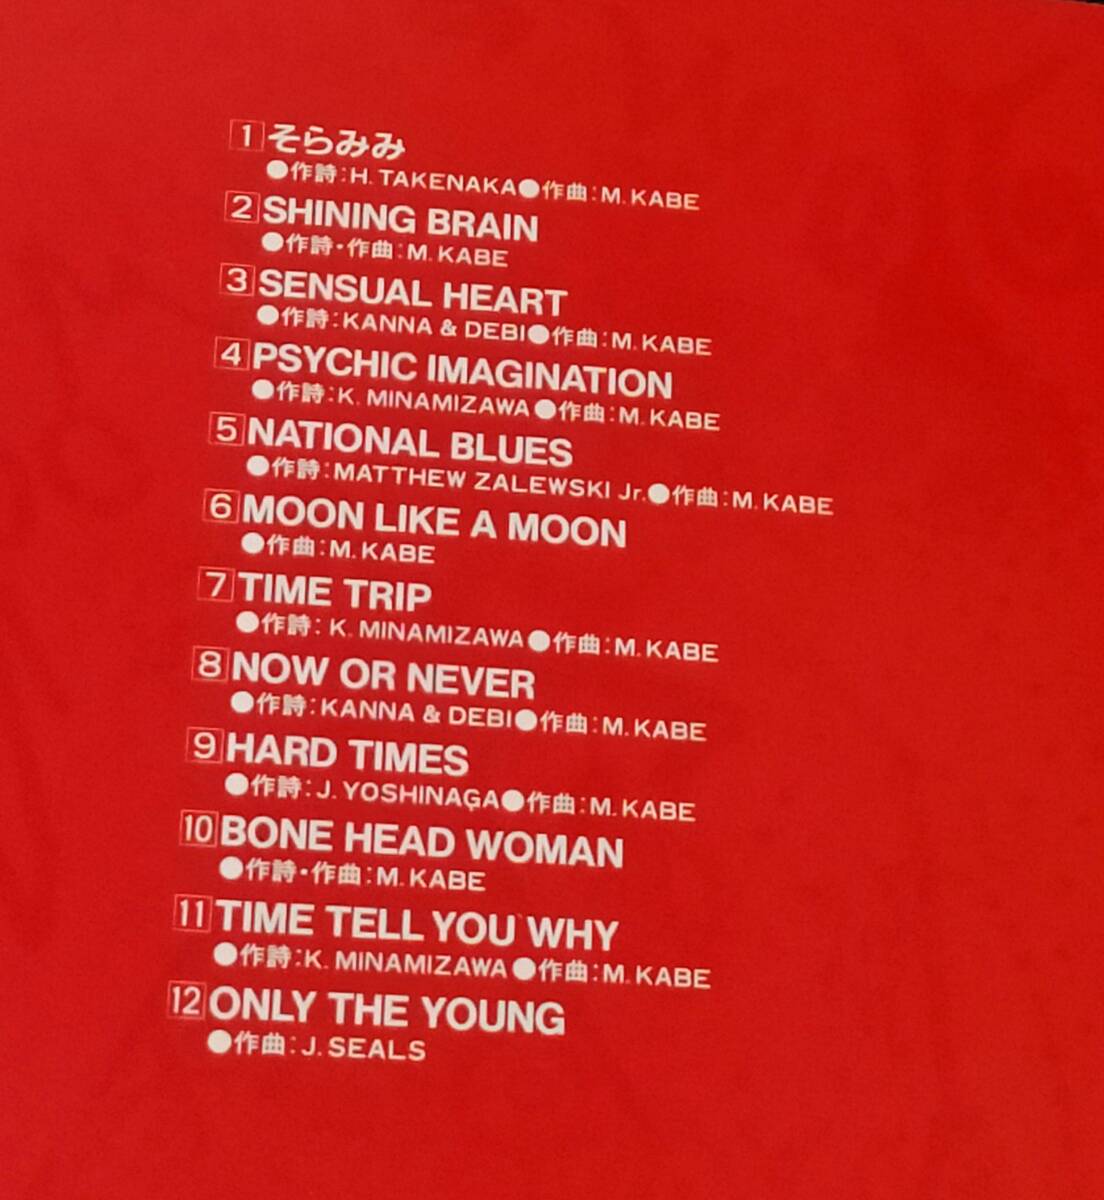 1 そらみみ
●作詩:H. TAKENAKA●作曲:M. KABE
2 SHINING BRAIN
●作詩・作曲:M. KABE
3 SENSUAL HEART
●作詩:KANNA & DEBI●作曲:M. KABE
4 PSYCHIC IMAGINATION
●作詩:K. MINAMIZAWA ●作曲:M. KABE
5 NATIONAL BLUES
●作詩:MATTHEW ZALEWSKI Jr.●作曲:M. KABE
6 MOON LIKE A MOON
●作曲:M. KABE
7 TIME TRIP
●作詩:K. MINAMIZAWA●作曲:M. KABE
8 NOW OR NEVER
●作詩:KANNA & DEBI●作曲:M. KABE
9 HARD TIMES
●作詩:J. YOSHINAGA●作曲:M. KABE
10 BONE HEAD WOMAN
●作詩・作曲:M. KABE
11 TIME TELL YOU WHY
●作詩:K. MINAMIZAWA ●作曲:M. KABE
12 ONLY THE YOUNG
●作曲:J. SEALS